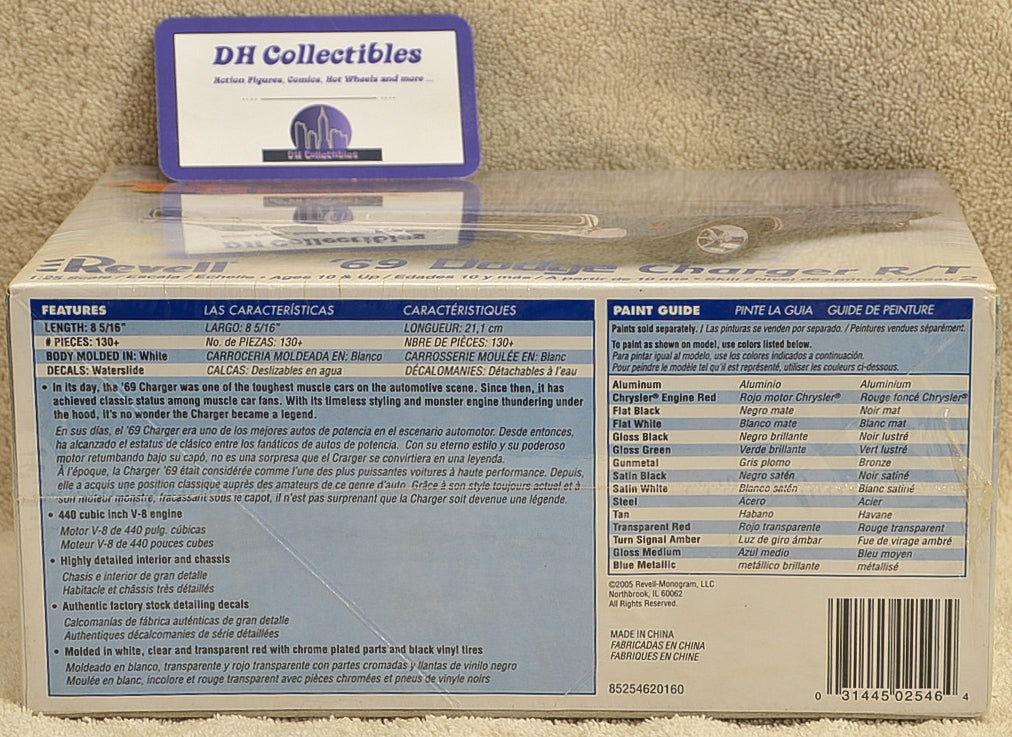 DH Collectibles
Action Figures, Comics, Hot Wheels and more ...
DH Collectibles
DH Collectibles
Revell '69 Dodge Charger R/T
1/25 Scale / Escala / Echelle • Ages 10 & Up / Edades 10 y más / A partir de 10 ans • Skill / Nivel de
FEATURES LAS CARACTERÍSTICAS CARACTÉRISTIQUES
LENGTH: 8 5/16" LARGO: 8 5/16" LONGUEUR: 21,1 cm
# PIECES: 130+ No. de PIEZAS: 130+ NBRE DE PIÈCES: 130+
BODY MOLDED IN: White CARROCERIA MOLDEADA EN: Blanco CARROSSERIE MOULÉE EN: Blanc
DECALS: Waterslide CALCAS: Deslizables en agua DÉCALOMANIES: Détachables à l'eau
• In its day, the '69 Charger was one of the toughest muscle cars on the automotive scene. Since then, it has
achieved classic status among muscle car fans. With its timeless styling and monster engine thundering under
the hood, it's no wonder the Charger became a legend.
En sus días, el '69 Charger era uno de los mejores autos de potencia en el escenario automotor. Desde entonces,
ha alcanzado el estatus de clásico entre los fanáticos de autos de potencia. Con su eterno estilo y su poderoso
motor retumbando bajo su capó, no es una sorpresa que el Crarger se convirtiera en una leyenda.
À l'époque, la Charger '69 était considérée comme l'une des plus puissantes voitures à haute performance. Depuis,
elle a acquis une position classique auprès des amateurs de ce genre d'auto. Grâce à son style toujours actuel et à
son moteur monstre, fracassant sous le capot, il n'est pas surprenant que la Charger soit devenue une légende.
• 440 cubic inch V-8 engine
Motor V-8 de 440 pulg. cúbicas
Moteur V-8 de 440 pouces cubes
• Highly detailed interior and chassis
Chasis e interior de gran detalle
Habitacle et châssis très détaillés
• Authentic factory stock detailing decals
Calcomanías de fábrica auténticas de gran detalle
Authentiques décalcomanies de série détaillées
• Molded in white, clear and transparent red with chrome plated parts and black vinyl tires
Moldeado en blanco, transparente y rojo transparente con partes cromadas y llantas de vinilo negro
Moulée en blanc, incolore et rouge transparent avec pièces chromées et pneus de vinyle noirs
PAINT GUIDE PINTE LA GUIA GUIDE DE PEINTURE
Paints sold separately. / Las pinturas se venden por separado. / Peintures vendues séparément.
To paint as shown on model, use colors listed below.
Para pintar igual al modelo, use los colores indicados a continuación.
Pour peindre le modèle tel qu'il est représenté, utiliser les couleurs ci-dessous.
Aluminum Aluminio Aluminium
Chrysler® Engine Red Rojo motor Chrysler® Rouge foncé Chrysler®
Flat Black Negro mate Noir mat
Flat White Blanco mate Blanc mat
Gloss Black Negro brillante Noir lustré
Gloss Green Verde brillante Vert lustré
Gunmetal Gris plomo Bronze
Satin Black Negro satén Noir satiné
Satin White Blanco satén Blanc satiné
Steel Acero Acier
Tan Habano Havane
Transparent Red Rojo transparente Rouge transparent
Turn Signal Amber Luz de giro ámbar Fue de virage ambré
Gloss Medium Azul medio Bleu moyen
Blue Metallic metálico brillante métallisé
©2005 Revell-Monogram, LLC
Northbrook, IL 60062
All Rights Reserved.
MADE IN CHINA
FABRICADAS EN CHINA
FABRIQUES EN CHINE
85254620160
0 31445 02546 4